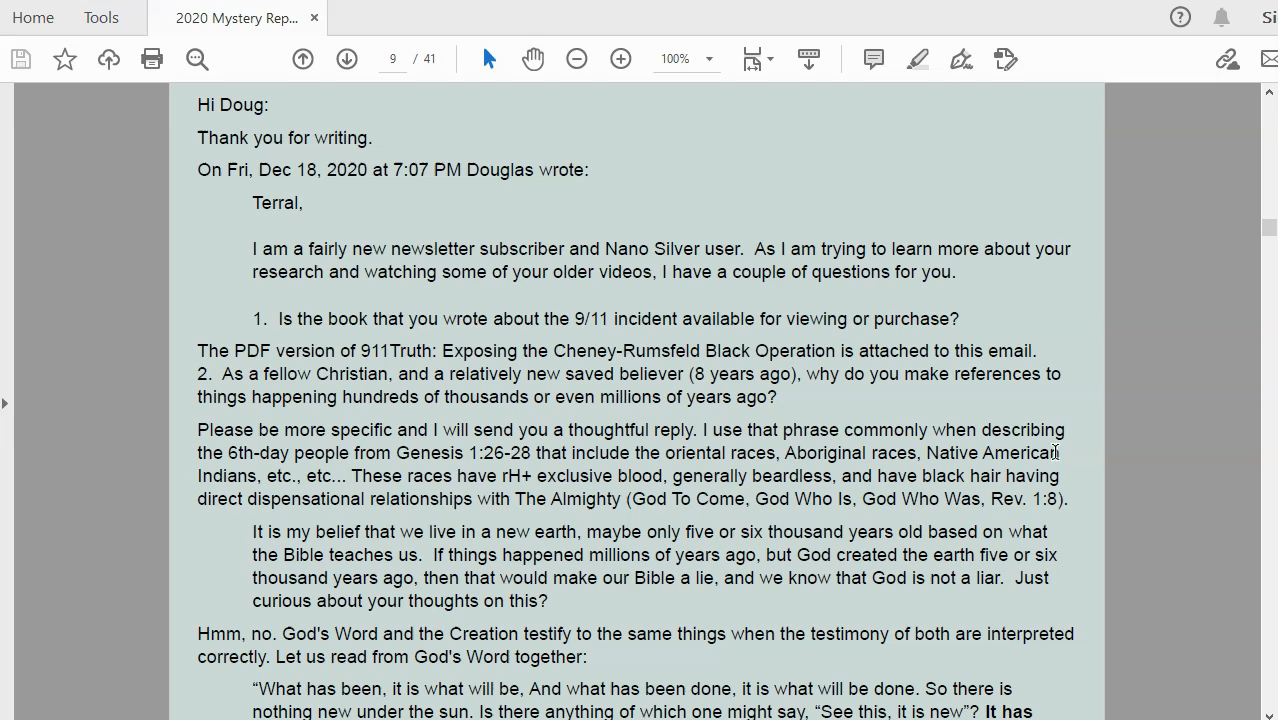 Home Tools 2020 Mystery Rep... ×
9 / 41 100%
Hi Doug:
Thank you for writing.
On Fri, Dec 18, 2020 at 7:07 PM Douglas wrote:
Terral,
I am a fairly new newsletter subscriber and Nano Silver user.  As I am trying to learn more about your
research and watching some of your older videos, I have a couple of questions for you.
1.  Is the book that you wrote about the 9/11 incident available for viewing or purchase?
The PDF version of 911Truth: Exposing the Cheney-Rumsfeld Black Operation is attached to this email.
2.  As a fellow Christian, and a relatively new saved believer (8 years ago), why do you make references to
things happening hundreds of thousands or even millions of years ago?
Please be more specific and I will send you a thoughtful reply. I use that phrase commonly when describing
the 6th-day people from Genesis 1:26-28 that include the oriental races, Aboriginal races, Native American
Indians, etc., etc... These races have rH+ exclusive blood, generally beardless, and have black hair having
direct dispensational relationships with The Almighty (God To Come, God Who Is, God Who Was, Rev. 1:8).
It is my belief that we live in a new earth, maybe only five or six thousand years old based on what
the Bible teaches us.  If things happened millions of years ago, but God created the earth five or six
thousand years ago, then that would make our Bible a lie, and we know that God is not a liar.  Just
curious about your thoughts on this?
Hmm, no. God's Word and the Creation testify to the same things when the testimony of both are interpreted
correctly. Let us read from God's Word together:
“What has been, it is what will be, And what has been done, it is what will be done. So there is
nothing new under the sun. Is there anything of which one might say, “See this, it is new”? It has